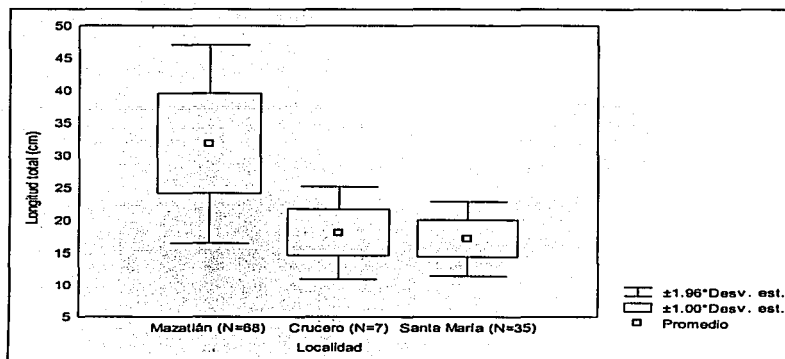 Longitud total (cm)
50
45
40
35
30
25
20
15
10
5
Mazatlán (N=68) Crucero (N=7) Santa María (N=35)
Localidad
±1.96*Desv. est.
±1.00*Desv. est.
Promedio